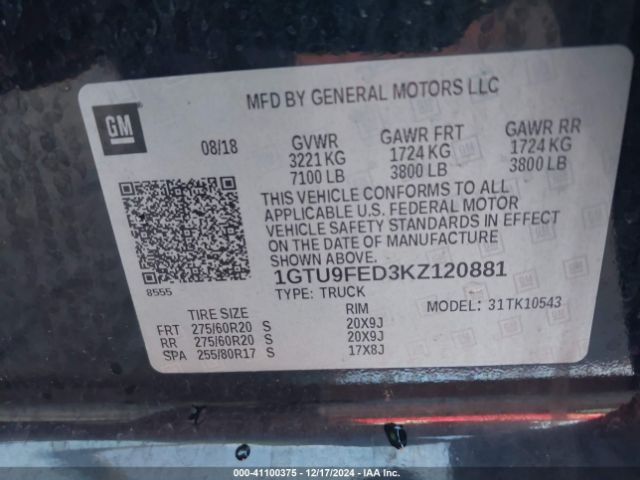 MFD BY GENERAL MOTORS LLC
GM
08/18
GVWR GAWR FRT GAWR RR
3221 KG 1724 KG 1724 KG
7100 LB 3800 LB 3800 LB
THIS VEHICLE CONFORMS TO ALL
APPLICABLE U.S. FEDERAL MOTOR
VEHICLE SAFETY STANDARDS IN EFFECT
ON THE DATE OF MANUFACTURE
SHOWN ABOVE.
8555
1GTU9FED3KZ120881
TYPE: TRUCK MODEL: 31TK10543
TIRE SIZE RIM
FRT 275/60R20 S 20X9J
RR 275/60R20 S 20X9J
SPA 255/80R17 S 17X8J
000-41100375 - 12/17/2024 - IAA Inc.